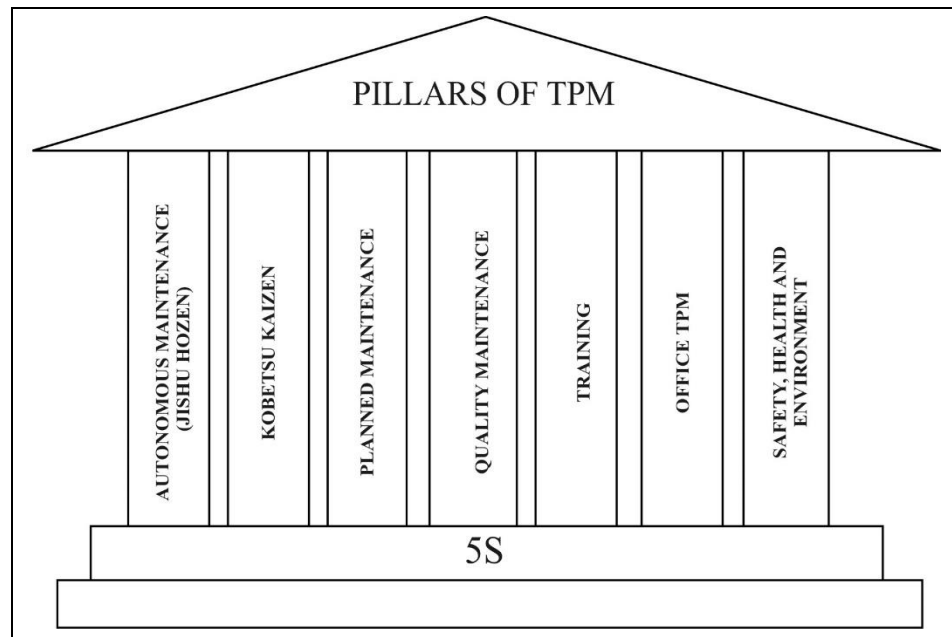 PILLARS OF TPM
AUTONOMOUS MAINTENANCE
(JISHU HOZEN)
KOBETSU KAIZEN
PLANNED MAINTENANCE
QUALITY MAINTENANCE
TRAINING
OFFICE TPM
SAFETY, HEALTH AND
ENVIRONMENT
5S